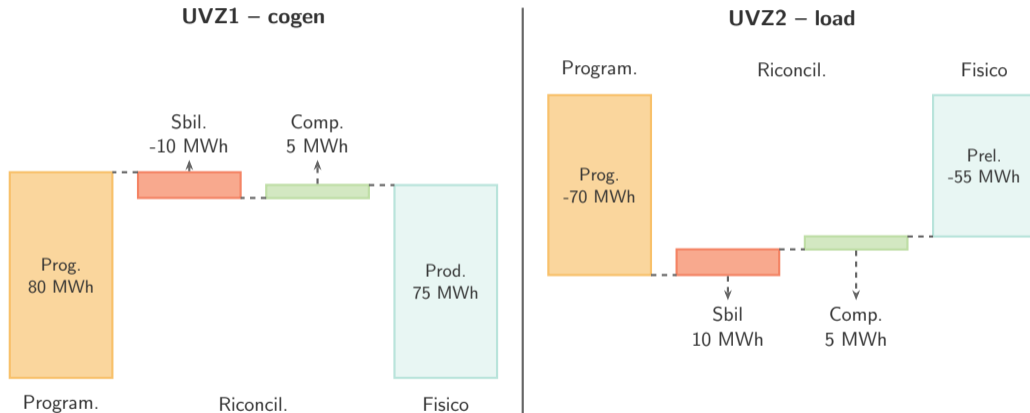 UVZ1 – cogen
Sbil.
-10 MWh
Comp.
5 MWh
Prog.
80 MWh
Prod.
75 MWh
Program.
Riconcil.
Fisico
UVZ2 – load
Program.
Riconcil.
Fisico
Prog.
-70 MWh
Prel.
-55 MWh
Sbil
10 MWh
Comp.
5 MWh